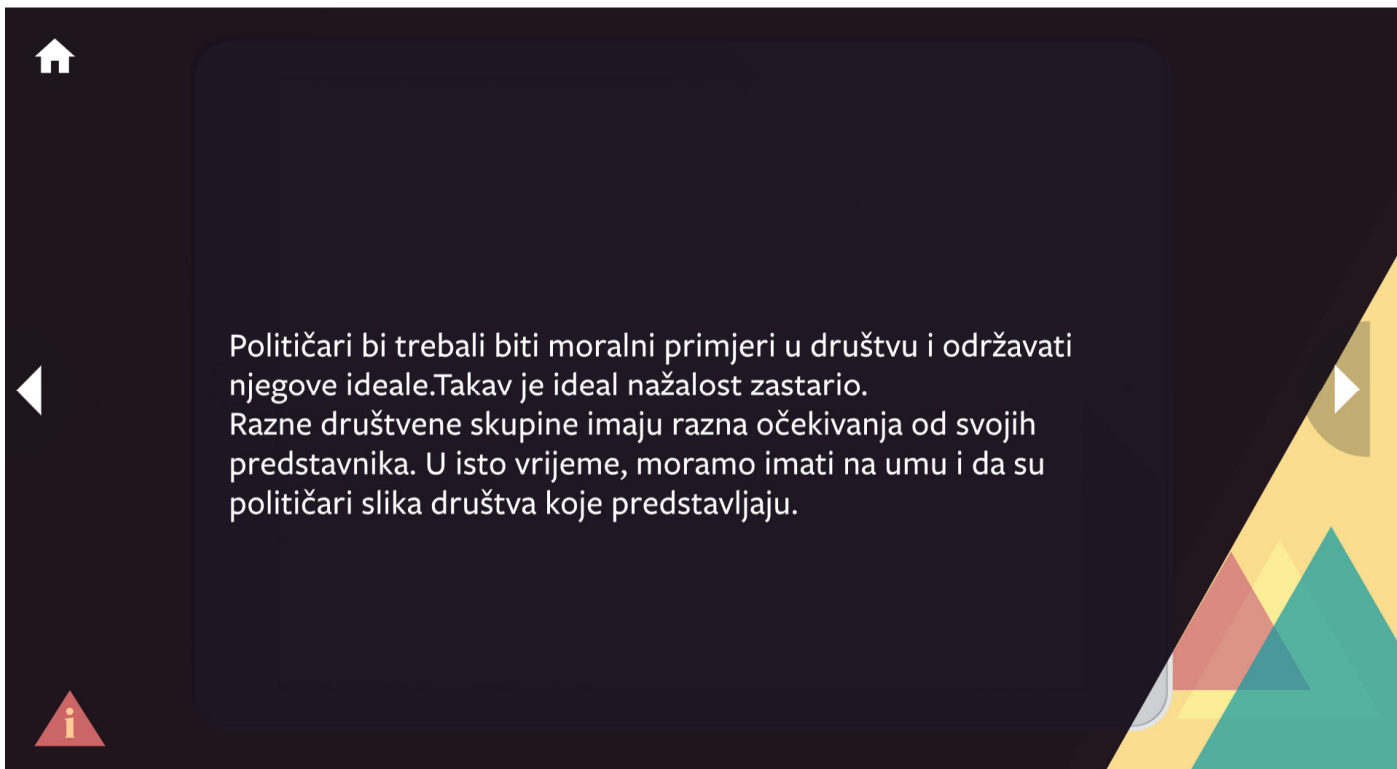 Političari bi trebali biti moralni primjeri u društvu i održavati
njegove ideale.Takav je ideal nažalost zastario.
Razne društvene skupine imaju razna očekivanja od svojih
predstavnika. U isto vrijeme, moramo imati na umu i da su
političari slika društva koje predstavljaju.
i